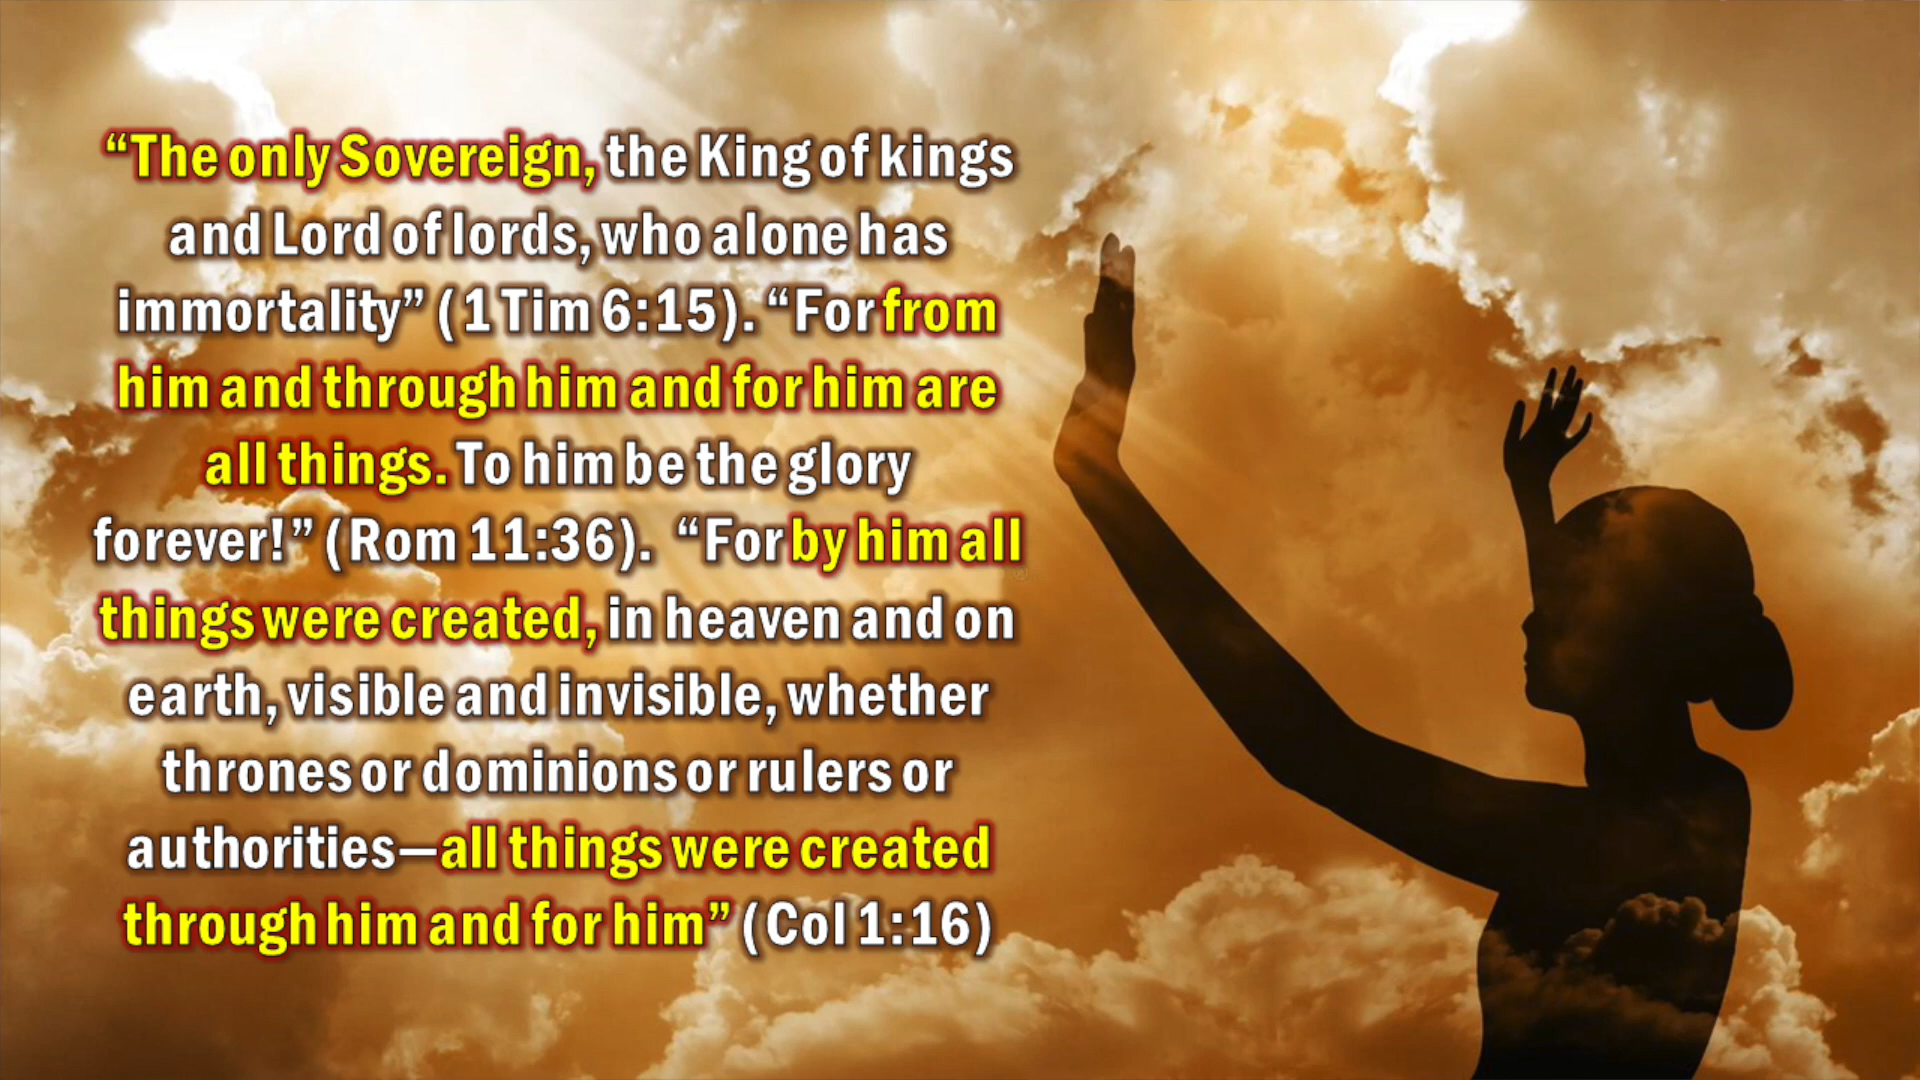 “The only Sovereign, the King of kings
and Lord of lords, who alone has
immortality” (1 Tim 6:15). “For from
him and through him and for him are
all things. To him be the glory
forever!” (Rom 11:36). “For by him all
things were created, in heaven and on
earth, visible and invisible, whether
thrones or dominions or rulers or
authorities—all things were created
through him and for him” (Col 1:16)